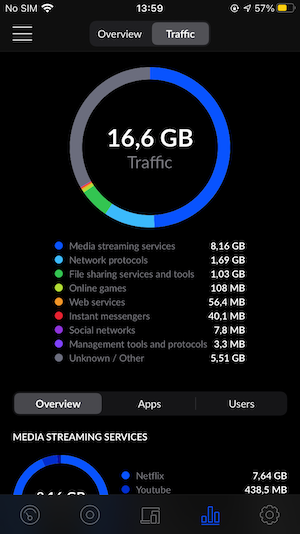 No SIM 13:59 57%
Overview Traffic
16,6 GB
Traffic
Media streaming services 8,16 GB
Network protocols 1,69 GB
File sharing services and tools 1,03 GB
Online games 108 MB
Web services 56,4 MB
Instant messengers 40,1 MB
Social networks 7,8 MB
Management tools and protocols 3,3 MB
Unknown / Other 5,51 GB
Overview Apps Users
MEDIA STREAMING SERVICES
Netflix 7,64 GB
Youtube 438,5 MB